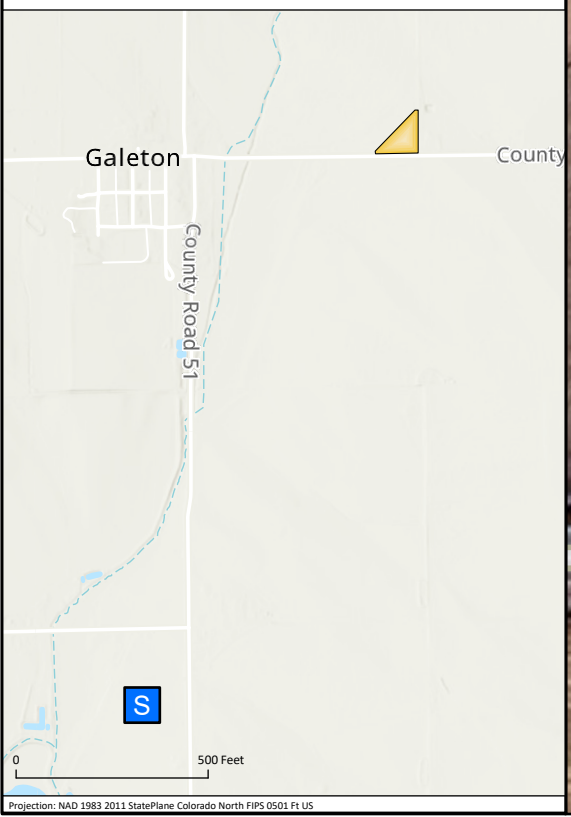 Galeton
County
County Road 51
S
0 500 Feet
Projection: NAD 1983 2011 StatePlane Colorado North FIPS 0501 Ft US